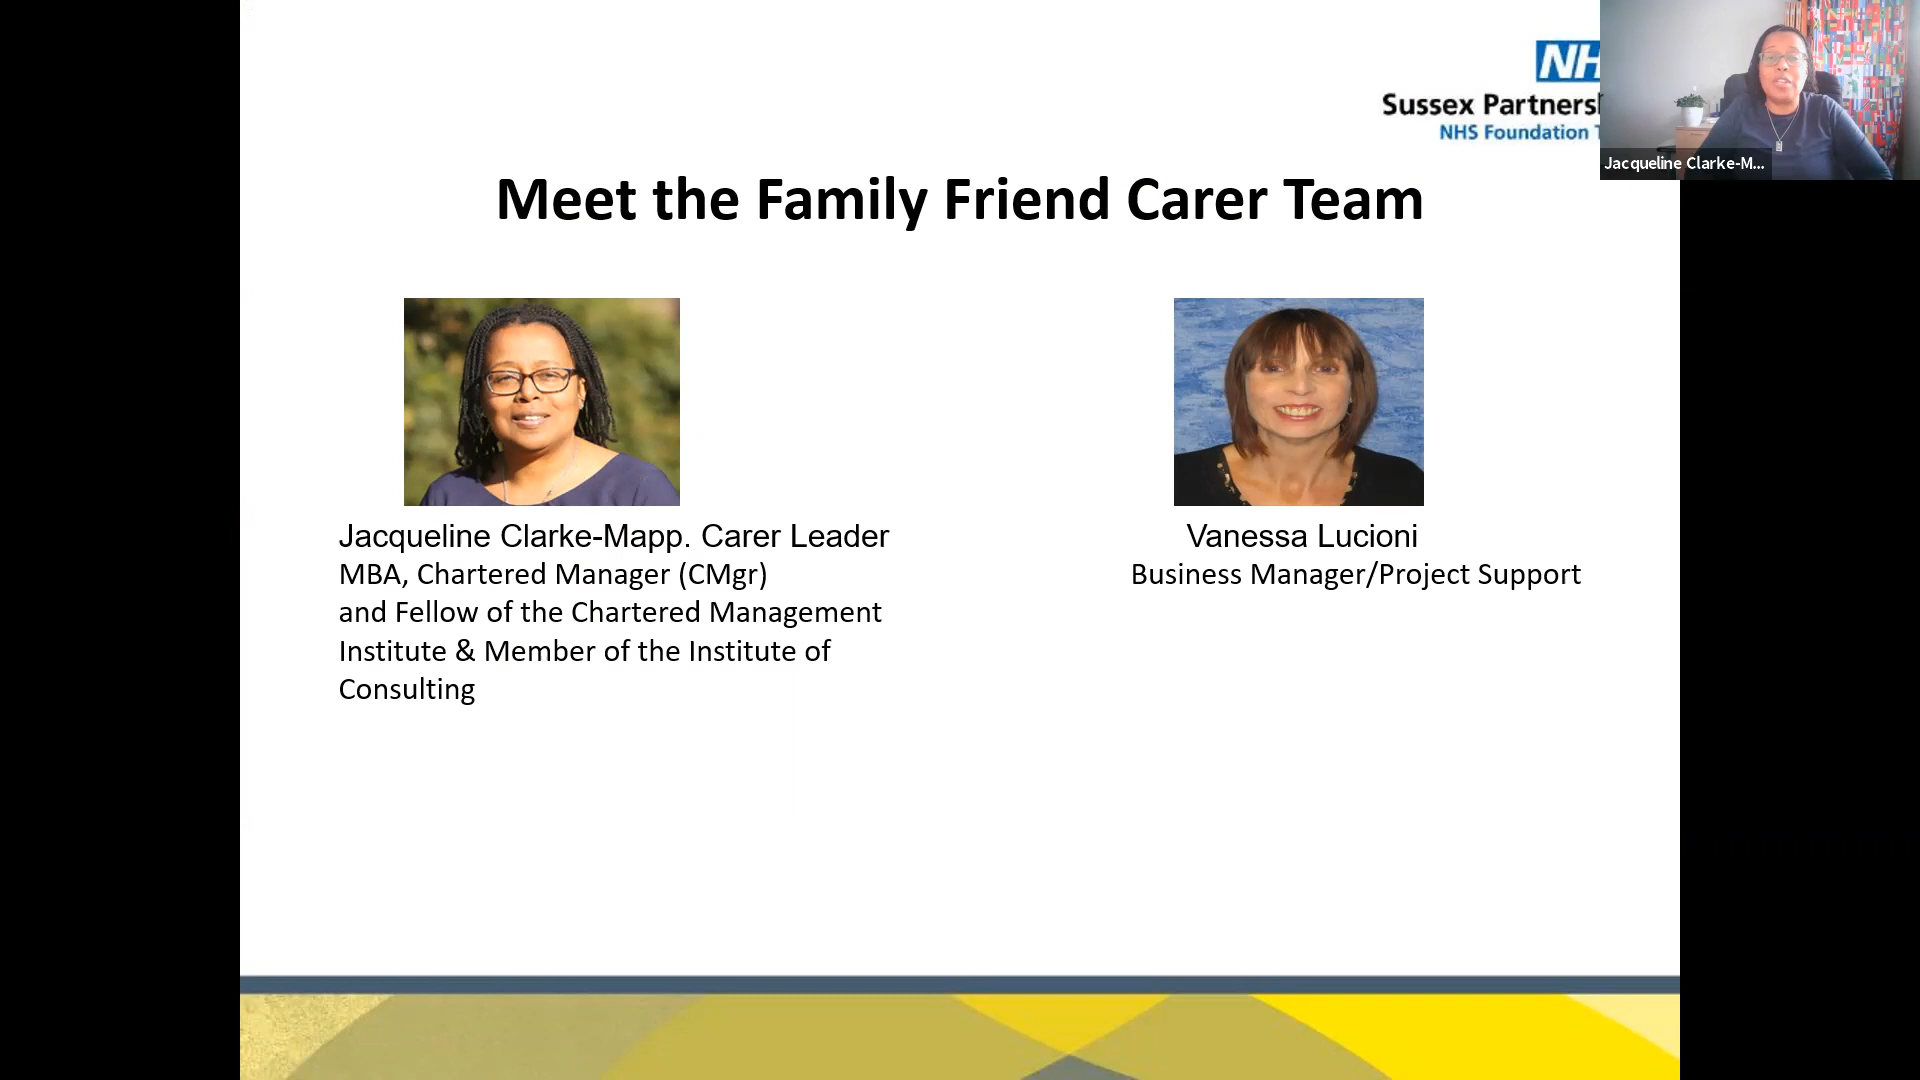 NH
Sussex Partners
NHS Foundation
Jacqueline Clarke-M...
Meet the Family Friend Carer Team
Jacqueline Clarke-Mapp. Carer Leader
MBA, Chartered Manager (CMgr)
and Fellow of the Chartered Management
Institute & Member of the Institute of
Consulting
Vanessa Lucioni
Business Manager/Project Support